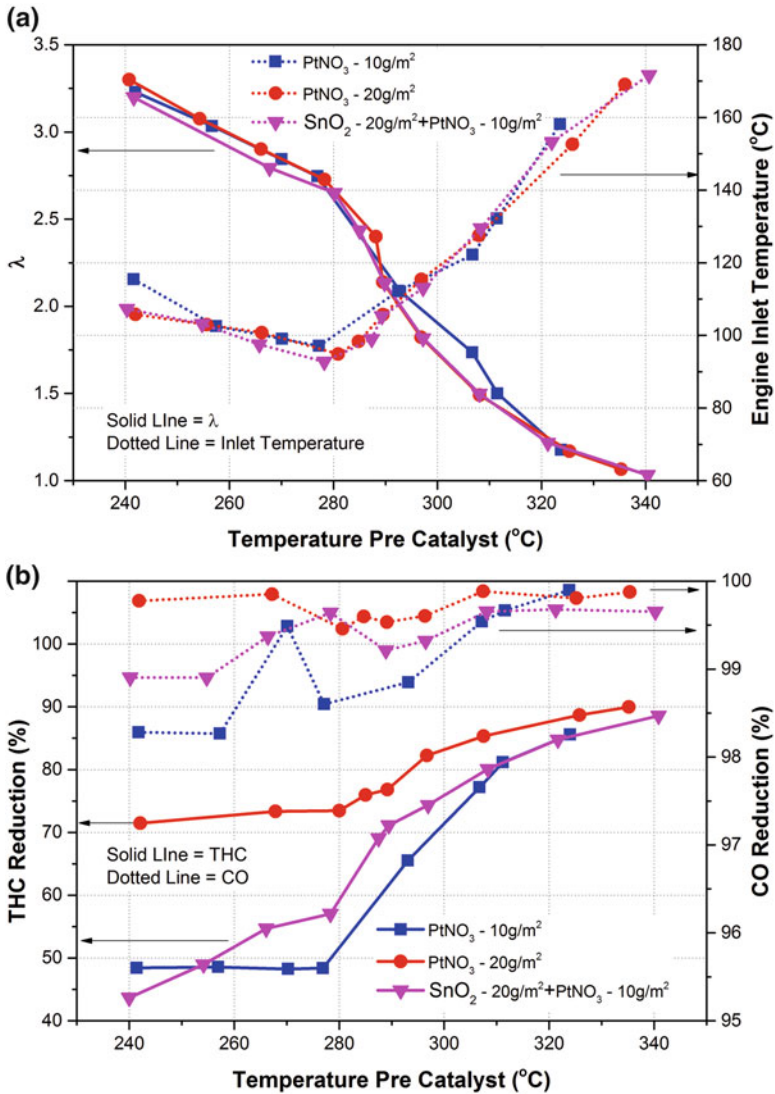 (a)
3.5
3.0
2.5
2.0
1.5
1.0
λ
180
160
140
120
100
80
60
Engine Inlet Temperature (°C)
PtNO₃ - 10g/m²
PtNO₃ - 20g/m²
SnO₂ - 20g/m²+PtNO₃ - 10g/m²
Solid LIne = λ
Dotted Line = Inlet Temperature
240 260 280 300 320 340
Temperature Pre Catalyst (°C)
(b)
100
90
80
70
60
50
40
THC Reduction (%)
100
99
98
97
96
95
CO Reduction (%)
Solid LIne = THC
Dotted Line = CO
PtNO₃ - 10g/m²
PtNO₃ - 20g/m²
SnO₂ - 20g/m²+PtNO₃ - 10g/m²
240 260 280 300 320 340
Temperature Pre Catalyst (°C)